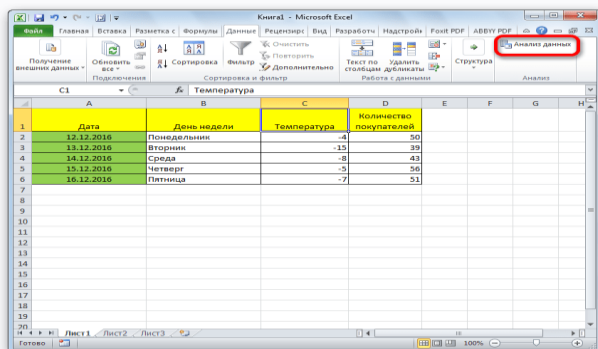 Книга1 - Microsoft Excel
Файл Главная Вставка Разметка с Формулы Данные Рецензирс Вид Разработч Надстройк Foxit PDF ABBYY PDF
Получение внешних данных
Обновить все
Подключения
Сортировка
Фильтр
Очистить
Повторить
Дополнительно
Сортировка и фильтр
Текст по столбцам
Удалить дубликаты
Работа с данными
Структура
Анализ данных
Анализ
C1 fx Температура
A B C D E F G H
1 Дата День недели Температура Количество покупателей
2 12.12.2016 Понедельник -4 50
3 13.12.2016 Вторник -15 39
4 14.12.2016 Среда -8 43
5 15.12.2016 Четверг -5 56
6 16.12.2016 Пятница -7 51
7
8
9
10
11
12
13
14
15
16
17
18
19
20
Лист1 Лист2 Лист3
Готово 100%